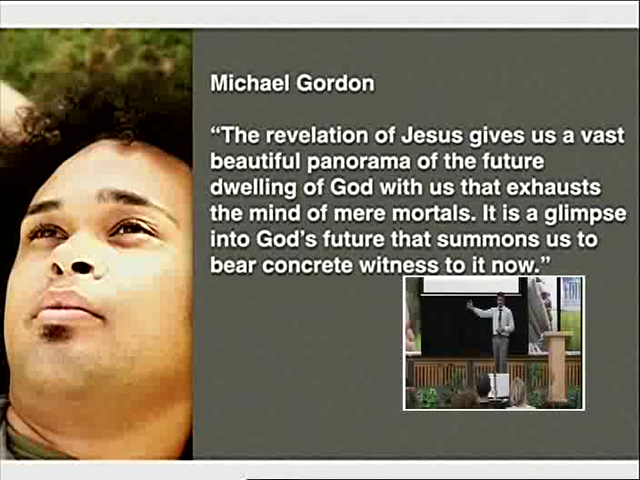 Michael Gordon
“The revelation of Jesus gives us a vast
beautiful panorama of the future
dwelling of God with us that exhausts
the mind of mere mortals. It is a glimpse
into God’s future that summons us to
bear concrete witness to it now.”